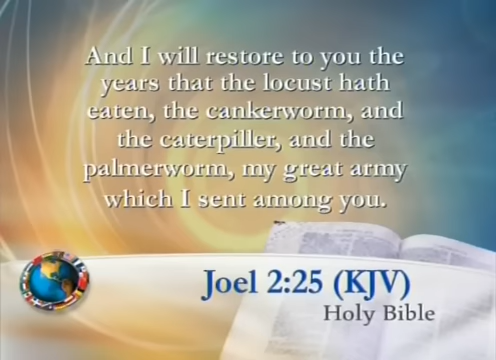 And I will restore to you the
years that the locust hath
eaten, the cankerworm, and
the caterpiller, and the
palmerworm, my great army
which I sent among you.
Joel 2:25 (KJV)
Holy Bible